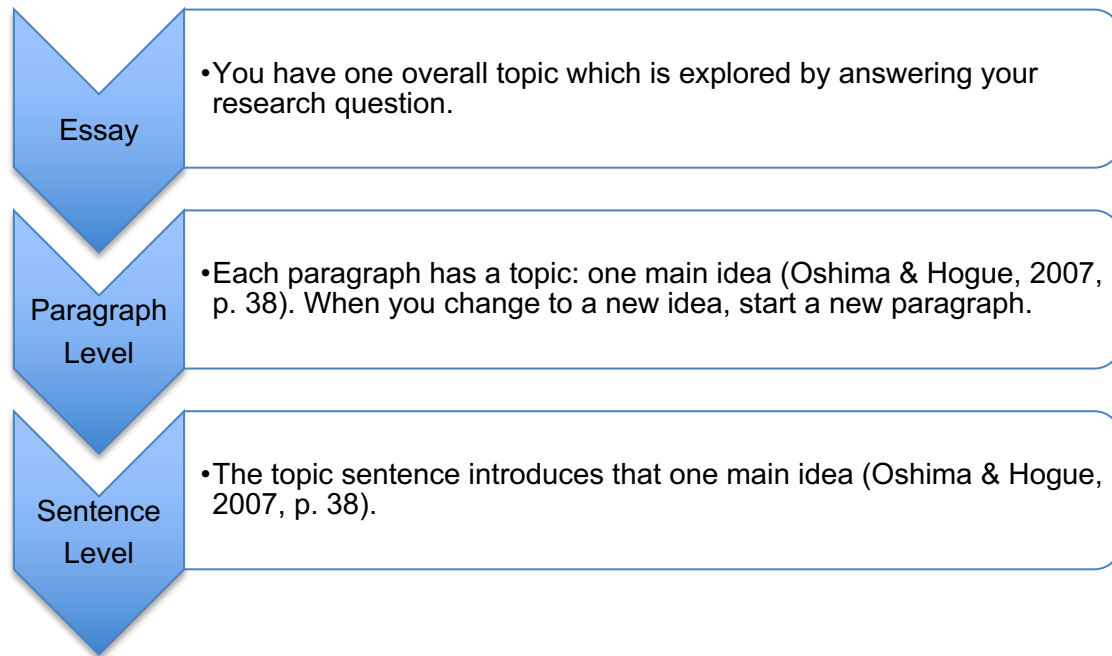 Essay
•You have one overall topic which is explored by answering your
research question.
Paragraph
Level
•Each paragraph has a topic: one main idea (Oshima & Hogue, 2007,
p. 38). When you change to a new idea, start a new paragraph.
Sentence
Level
•The topic sentence introduces that one main idea (Oshima & Hogue,
2007, p. 38).